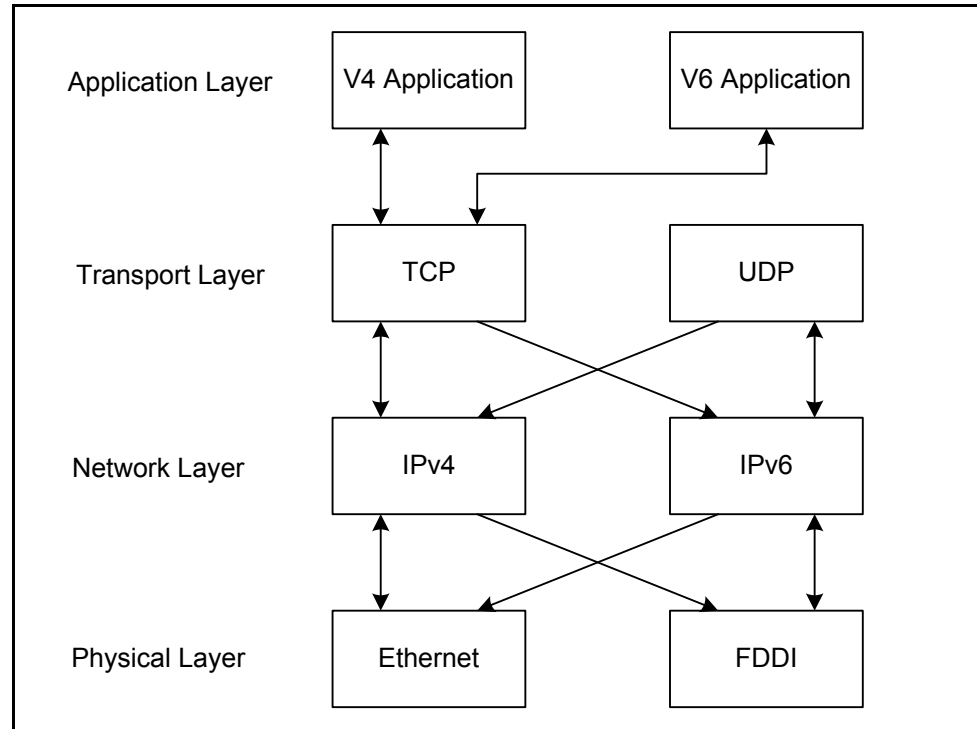 Application Layer
V4 Application
V6 Application
Transport Layer
TCP
UDP
Network Layer
IPv4
IPv6
Physical Layer
Ethernet
FDDI